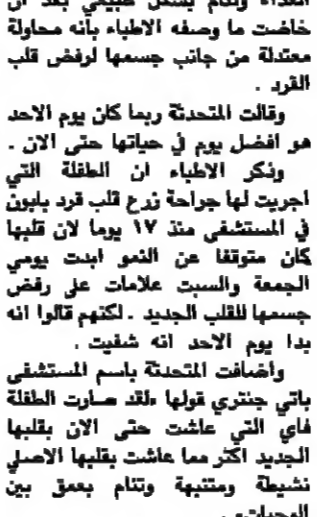 الغذاء وتنام بشكل طبيعي بعد ان
خاضت ما وصفه الاطباء بأنه محاولة
معتدلة من جانب جسمها لرفض قلب
القرد .
وقالت المتحدثة ربما كان يوم الاحد
هو افضل يوم في حياتها حتى الان .
وذكر الاطباء ان الطفلة التي
اجريت لها جراحة زرع قلب قرد بابون
في المستشفى منذ ١٧ يوما لان قلبها
كان متوقفا عن النمو ابدت يومي
الجمعة والسبت علامات على رفض
جسمها للقلب الجديد . لكنهم قالوا انه
بدا يوم الاحد انه شفيت .
واضافت المتحدثة باسم المستشفى
باتي جنتري قولها «لقد صارت الطفلة
فاي التي عاشت حتى الان بقلبها
الجديد اكثر مما عاشت بقلبها الاصلي
نشيطة ومتنبهة وتنام بعمق بين
الوجبات» .